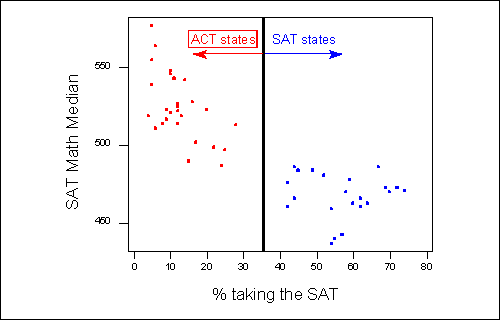 ACT states SAT states
550
500
450
SAT Math Median
0 10 20 30 40 50 60 70 80
% taking the SAT